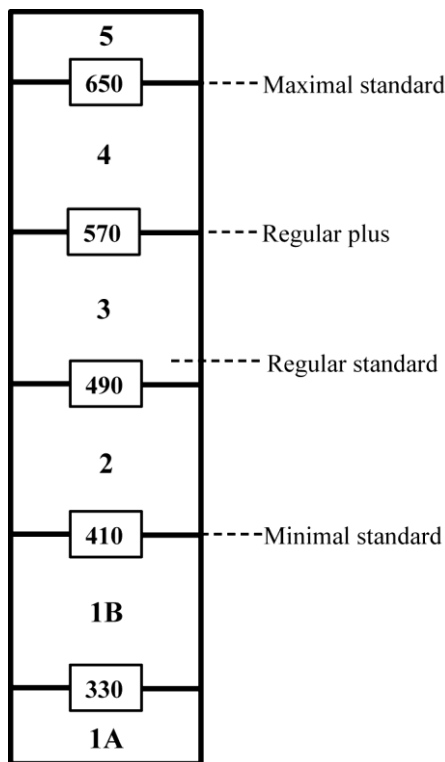 5
650
Maximal standard
4
570
Regular plus
3
Regular standard
490
2
410
Minimal standard
1B
330
1A